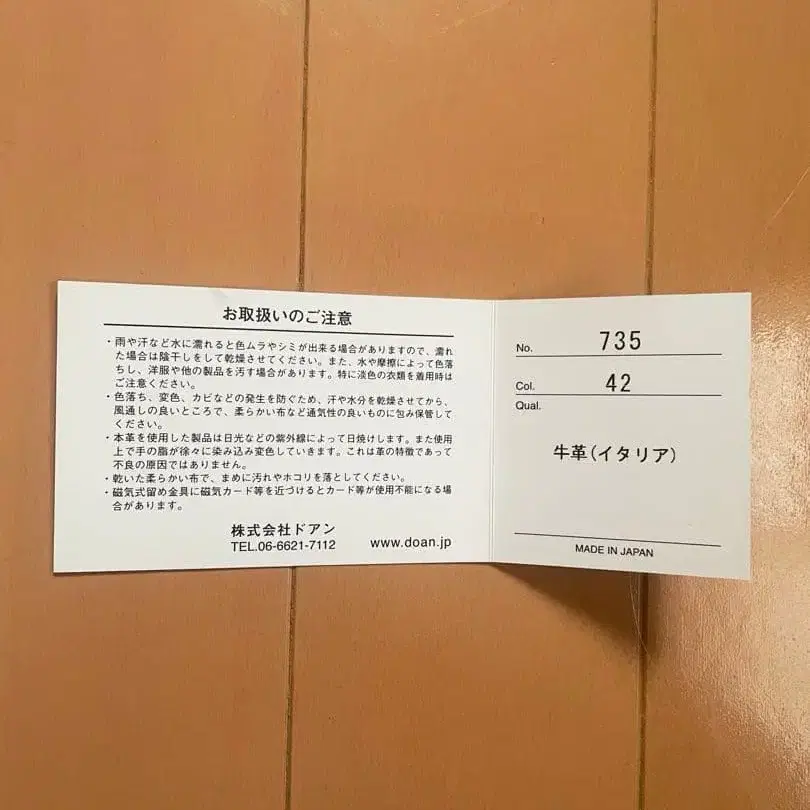 お取扱いのご注意
・雨や汗など水に濡れると色ムラやシミが出来る場合がありますので、濡れ
た場合は陰干しをして乾燥させてください。また、水や摩擦によって色落
ちし、洋服や他の製品を汚す場合があります。特に淡色の衣類を着用時は
ご注意ください。
・色落ち、変色、カビなどの発生を防ぐため、汗や水分を乾燥させてから、
風通しの良いところで、柔らかい布など通気性の良いものに包み保管して
ください。
・本革を使用した製品は日光などの紫外線によって日焼けします。また使用
上で手の脂が徐々に染み込み変色していきます。これは革の特徴であって
不良の原因ではありません。
・乾いた柔らかい布で、まめに汚れやホコリを落としてください。
・磁気式留め金具に磁気カード等を近づけるとカード等が使用不能になる場
合があります。
株式会社ドアン
TEL.06-6621-7112 www.doan.jp
No. 735
Col. 42
Qual.
牛革(イタリア)
MADE IN JAPAN